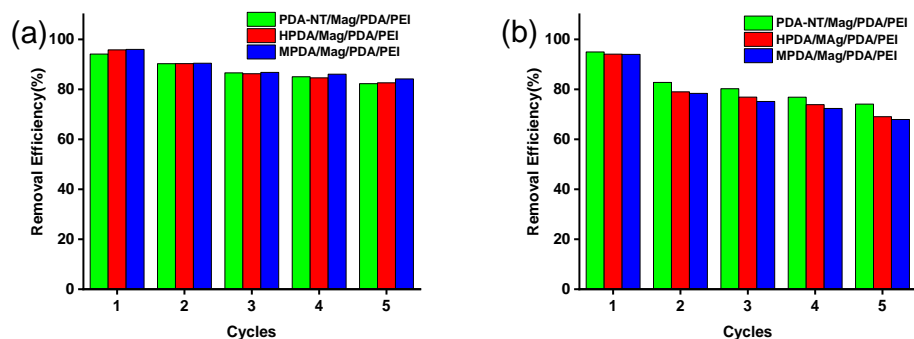 (a)
PDA-NT/Mag/PDA/PEI
HPDA/Mag/PDA/PEI
MPDA/Mag/PDA/PEI
Removal Efficiency(%)
100
80
60
40
20
0
1 2 3 4 5
Cycles
(b)
PDA-NT/Mag/PDA/PEI
HPDA/MAg/PDA/PEI
MPDA/Mag/PDA/PEI
Removal Efficiency(%)
100
80
60
40
20
0
1 2 3 4 5
Cycles